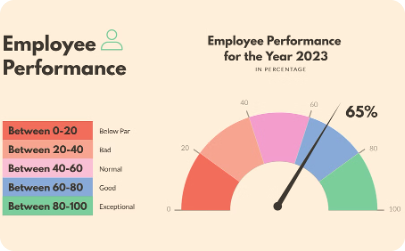 Employee
Performance
Employee Performance
for the Year 2023
IN PERCENTAGE
Between 0-20 Below Par
Between 20-40 Bad
Between 40-60 Normal
Between 60-80 Good
Between 80-100 Exceptional
0
20
40
60
80
100
65%